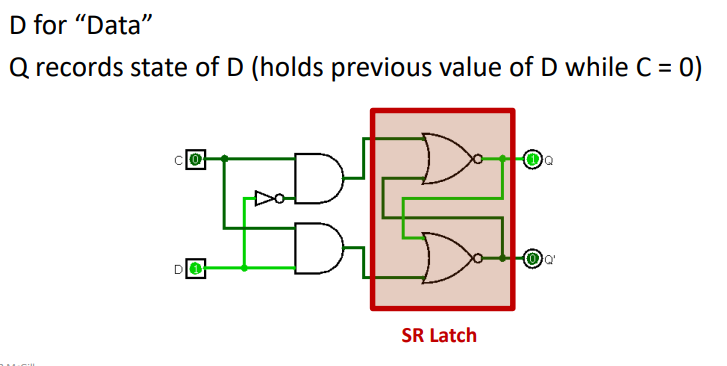 D for “Data”
Q records state of D (holds previous value of D while C = 0)
C 0
1 Q
D 1
0 Q'
SR Latch